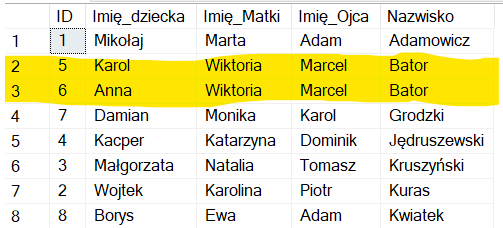 ID Imię_dziecka Imię_Matki Imię_Ojca Nazwisko
1 1 Mikołaj Marta Adam Adamowicz
2 5 Karol Wiktoria Marcel Bator
3 6 Anna Wiktoria Marcel Bator
4 7 Damian Monika Karol Grodzki
5 4 Kacper Katarzyna Dominik Jędruszewski
6 3 Małgorzata Natalia Tomasz Kruszyński
7 2 Wojtek Karolina Piotr Kuras
8 8 Borys Ewa Adam Kwiatek